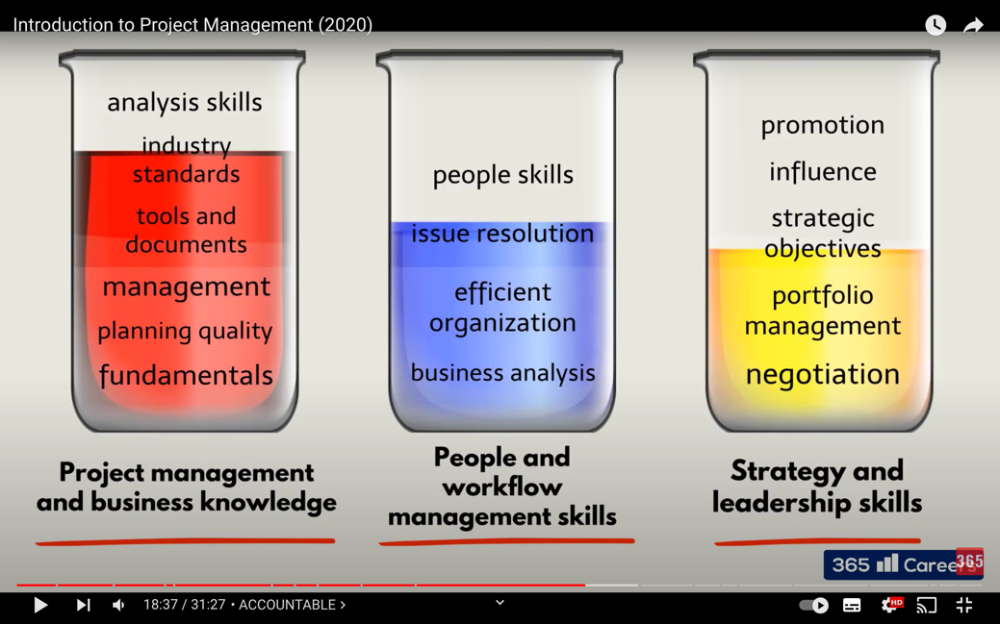 Introduction to Project Management (2020)
analysis skills
industry
standards
tools and
documents
management
planning quality
fundamentals
Project management
and business knowledge
people skills
issue resolution
efficient
organization
business analysis
People and
workflow
management skills
promotion
influence
strategic
objectives
portfolio
management
negotiation
Strategy and
leadership skills
365 Careers
365
18:37 / 31:27 • ACCOUNTABLE >
HD